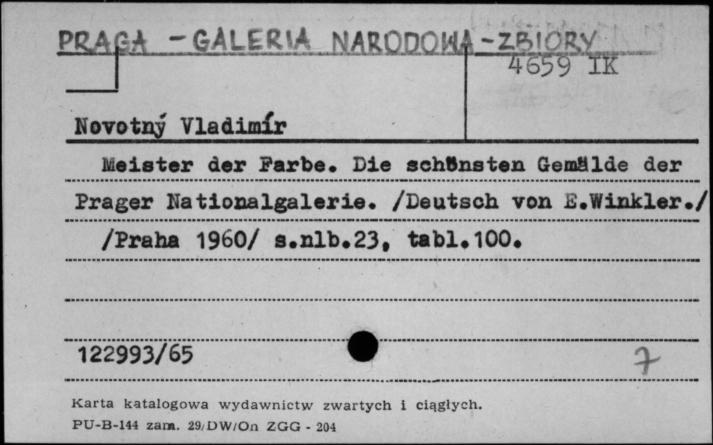 PRAGA - GALERIA NARODOWA - ZBIORY
4659 IK
Novotný Vladimír
Meister der Farbe. Die schönsten Gemälde der
Prager Nationalgalerie. /Deutsch von E.Winkler./
/Praha 1960/ s.nlb.23, tabl.100.
122993/65
7
Karta katalogowa wydawnictw zwartych i ciągłych.
PU-B-144 zam. 29/DW/On ZGG - 204